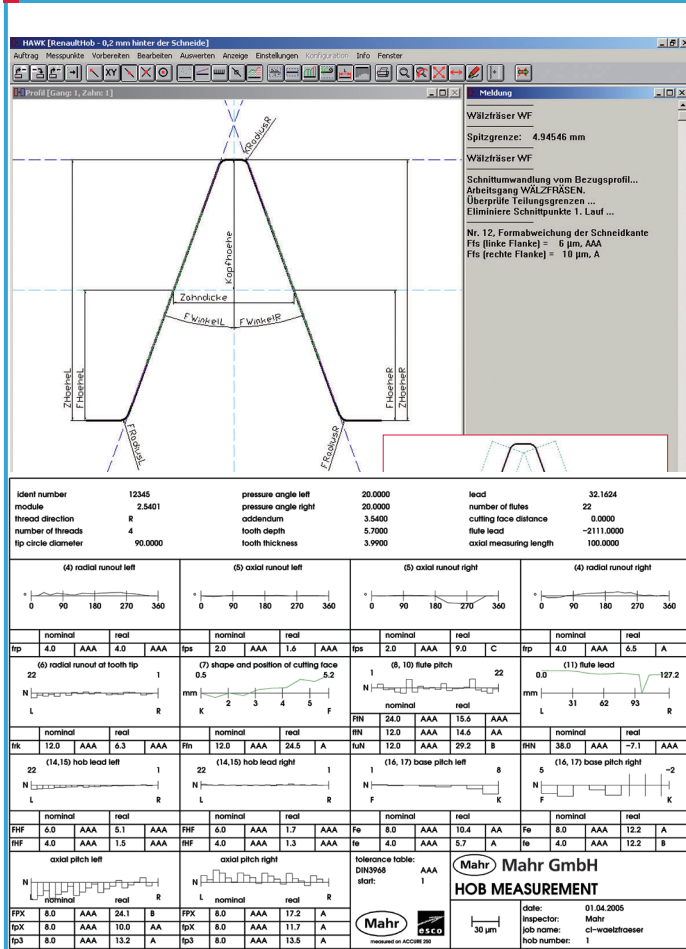 HAWK [RenaultHob - 0,2 mm hinter der Schneide]
Auftrag Messpunkte Vorbereiten Bearbeiten Auswerten Anzeige Einstellungen Konfiguration Info Fenster
XY
Profil [Gang: 1, Zahn: 1]
Meldung
Wälzfräser WF
Spitzgrenze: 4.94546 mm
Wälzfräser WF
Schnittumwandlung vom Bezugsprofil...
Arbeitsgang WÄLZFRÄSEN.
Überprüfe Teilungsgrenzen ...
Eliminiere Schnittpunkte 1. Lauf ...
Nr. 12, Formabweichung der Schneidkante
Ffs (linke Flanke) = 6 µm, AAA
Ffs (rechte Flanke) = 10 µm, A
KRadiusR
Kopfhoehe
Zahndicke
FWinkelL
FWinkelR
ZHoeheL
FHoeheL
FHoeheR
ZHoeheR
FRadiusL
FRadiusR
ident number 12345 pressure angle left 20.0000 lead 32.1624
module 2.5401 pressure angle right 20.0000 number of flutes 22
thread direction R addendum 3.5400 cutting face distance 0.0000
number of threads 4 tooth depth 5.7000 flute lead -2111.0000
tip circle diameter 90.0000 tooth thickness 3.9900 axial measuring length 100.0000
(4) radial runout left (5) axial runout left (5) axial runout right (4) radial runout right
° ° ° °
0 90 180 270 360 0 90 180 270 360 0 90 180 270 360 0 90 180 270 360
nominal real nominal real nominal real nominal real
frp 4.0 AAA 4.0 AAA fps 2.0 AAA 1.6 AAA fps 2.0 AAA 9.0 C frp 4.0 AAA 6.5 A
(6) radial runout at tooth tip (7) shape and position of cutting face (8, 10) flute pitch (11) flute lead
22 1 0.5 5.2 1 22 0.0 127.2
N mm N mm
2 3 4 5 31 62 93
L R K F L R
nominal real
FtN 24.0 AAA 15.6 AAA
nominal real nominal real ftN 12.0 AAA 14.6 AA nominal real
frk 12.0 AAA 6.3 AAA Ffn 12.0 AAA 24.5 A fuN 12.0 AAA 29.2 B fHN 38.0 AAA -7.1 AAA
(14,15) hob lead left (14,15) hob lead right (16, 17) base pitch left (16, 17) base pitch right
22 1 22 1 1 8 5 -2
N N N N
L R L R F K F K
nominal real nominal real nominal real nominal real
FHF 6.0 AAA 5.1 AAA FHF 6.0 AAA 1.7 AAA Fe 8.0 AAA 10.4 AA Fe 8.0 AAA 12.2 A
fHF 4.0 AAA 1.5 AAA fHF 4.0 AAA 1.3 AAA fe 4.0 AAA 5.7 A fe 4.0 AAA 12.2 B
axial pitch left axial pitch right
22 1 22 1
N N
L R L R
nominal real nominal real
FPX 8.0 AAA 24.1 B FPX 8.0 AAA 17.2 A
fpX 8.0 AAA 10.0 AA fpX 8.0 AAA 11.7 A
fp3 8.0 AAA 13.2 A fp3 8.0 AAA 13.5 A
tolerance table:
DIN3968 AAA
start: 1
Mahr esco
measured on ACCURE 250
Mahr Mahr GmbH
HOB MEASUREMENT
30 µm
date: 01.04.2005
inspector: Mahr
job name: cl-waelzfraeser
hob number: 1